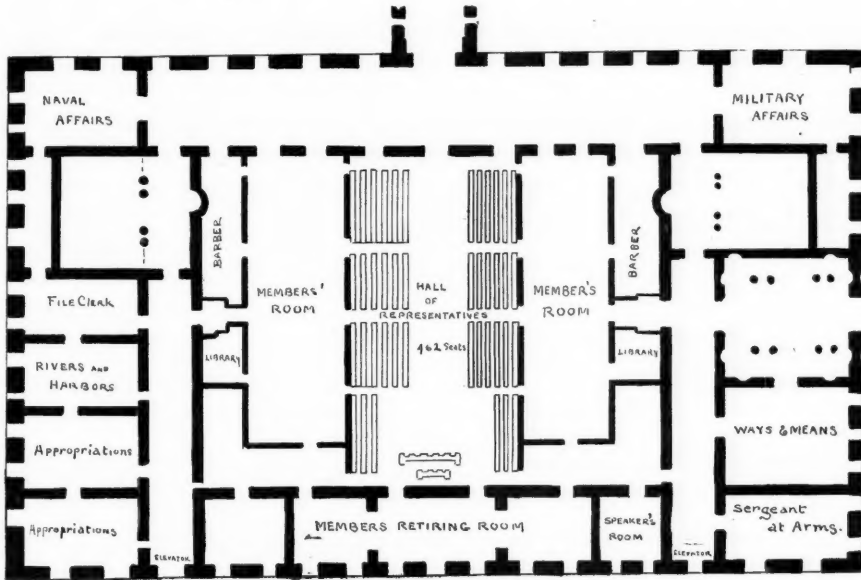 NAVAL
AFFAIRS
MILITARY
AFFAIRS
BARBER
BARBER
FILE CLERK
MEMBERS'
ROOM
HALL
OF
REPRESENTATIVES
462 Seats
MEMBER'S
ROOM
RIVERS AND
HARBORS
LIBRARY
LIBRARY
Appropriations
WAYS & MEANS
Appropriations
ELEVATOR
MEMBERS RETIRING ROOM
SPEAKER'S
ROOM
ELEVATOR
Sergeant
at Arms.